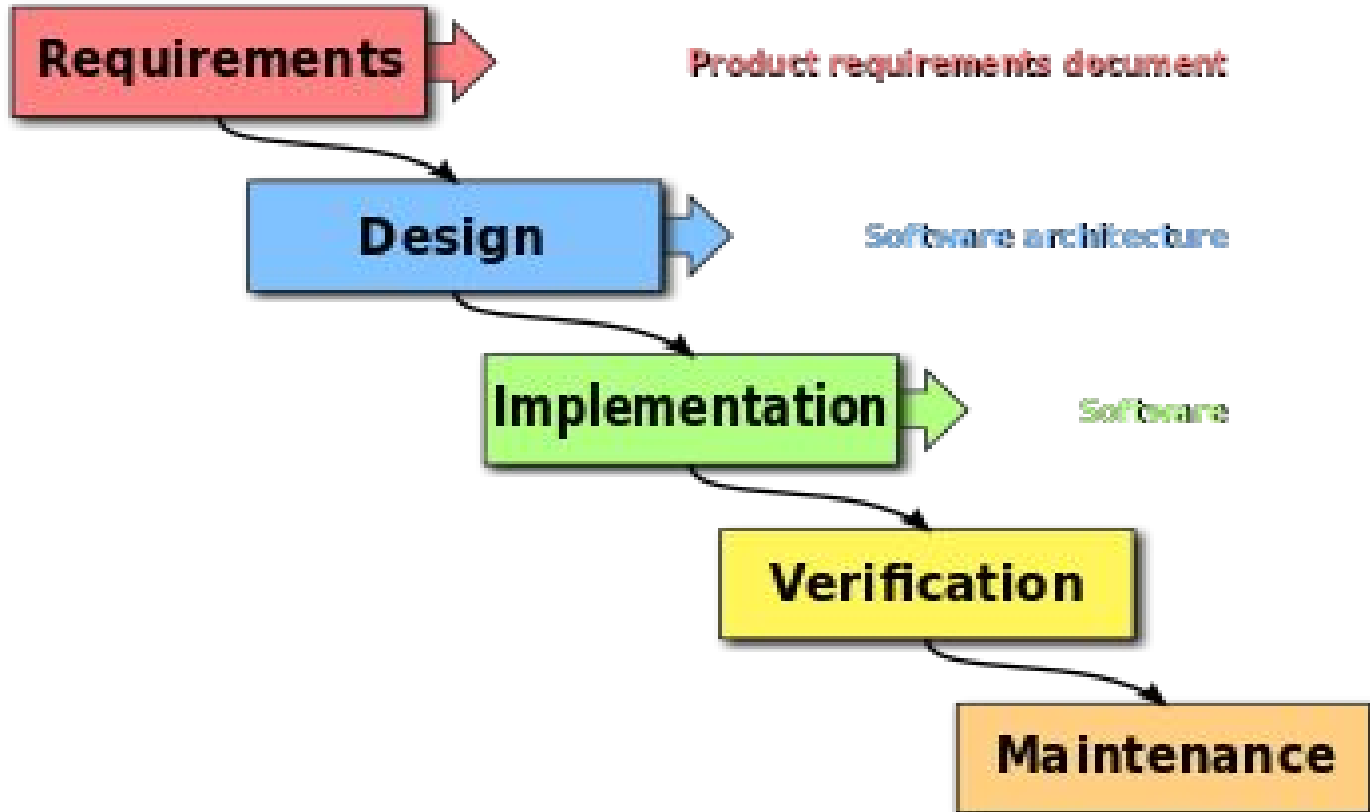 Requirements
Product requirements document
Design
Software architecture
Implementation
Software
Verification
Maintenance